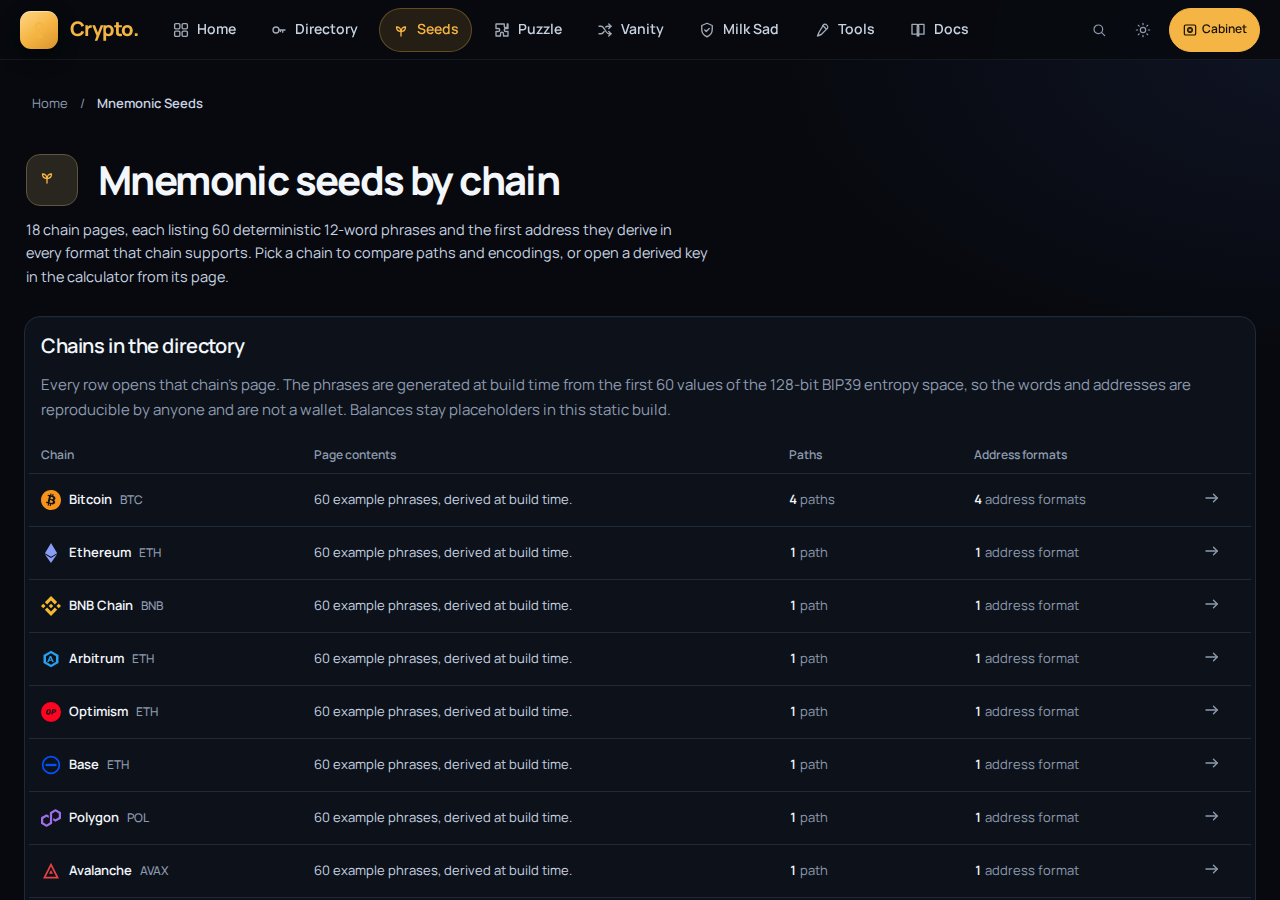 Crypto. Home Directory Seeds Puzzle Vanity Milk Sad Tools Docs Cabinet
Home / Mnemonic Seeds
Mnemonic seeds by chain
18 chain pages, each listing 60 deterministic 12-word phrases and the first address they derive in
every format that chain supports. Pick a chain to compare paths and encodings, or open a derived key
in the calculator from its page.
Chains in the directory
Every row opens that chain's page. The phrases are generated at build time from the first 60 values of the 128-bit BIP39 entropy space, so the words and addresses are
reproducible by anyone and are not a wallet. Balances stay placeholders in this static build.
Chain Page contents Paths Address formats
Bitcoin BTC 60 example phrases, derived at build time. 4 paths 4 address formats
Ethereum ETH 60 example phrases, derived at build time. 1 path 1 address format
BNB Chain BNB 60 example phrases, derived at build time. 1 path 1 address format
Arbitrum ETH 60 example phrases, derived at build time. 1 path 1 address format
OP Optimism ETH 60 example phrases, derived at build time. 1 path 1 address format
Base ETH 60 example phrases, derived at build time. 1 path 1 address format
Polygon POL 60 example phrases, derived at build time. 1 path 1 address format
Avalanche AVAX 60 example phrases, derived at build time. 1 path 1 address format